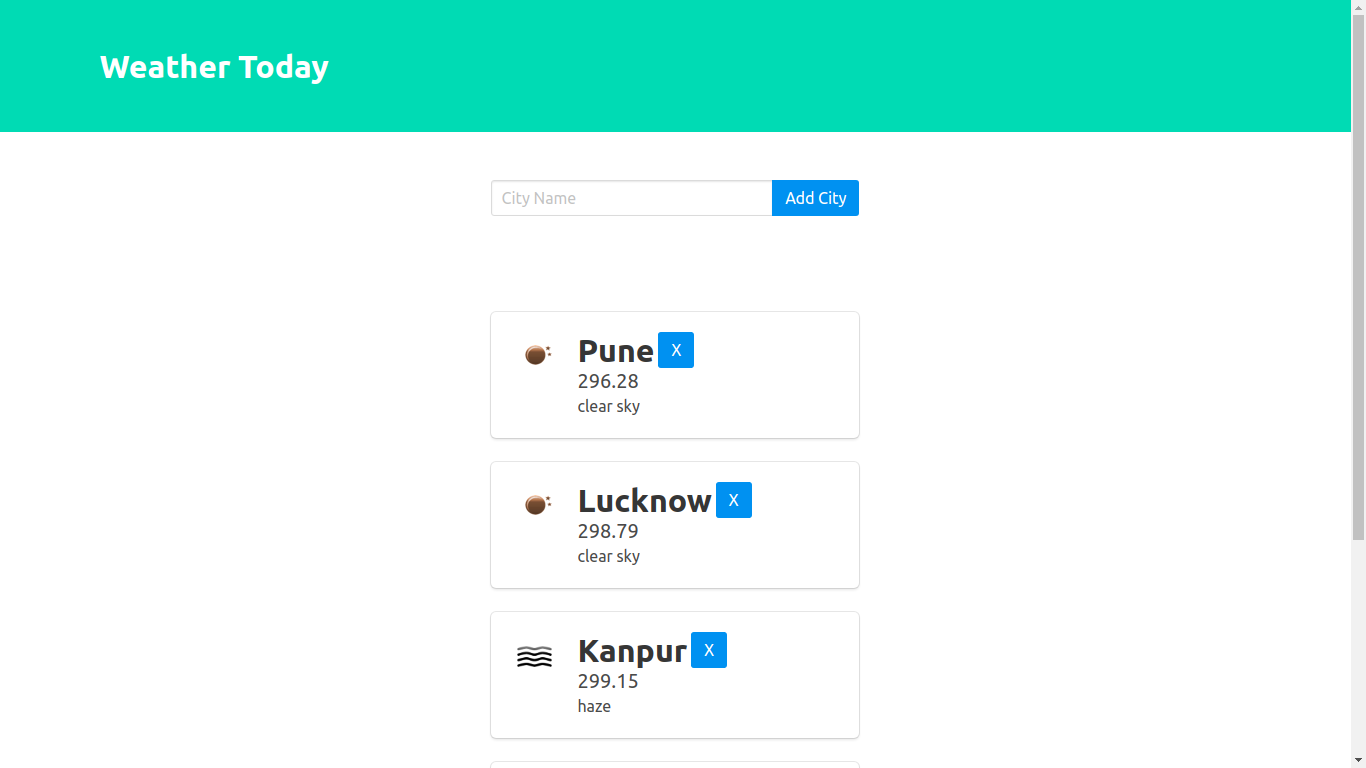 Weather Today
City Name
Add City
Pune X
296.28
clear sky
Lucknow X
298.79
clear sky
Kanpur X
299.15
haze